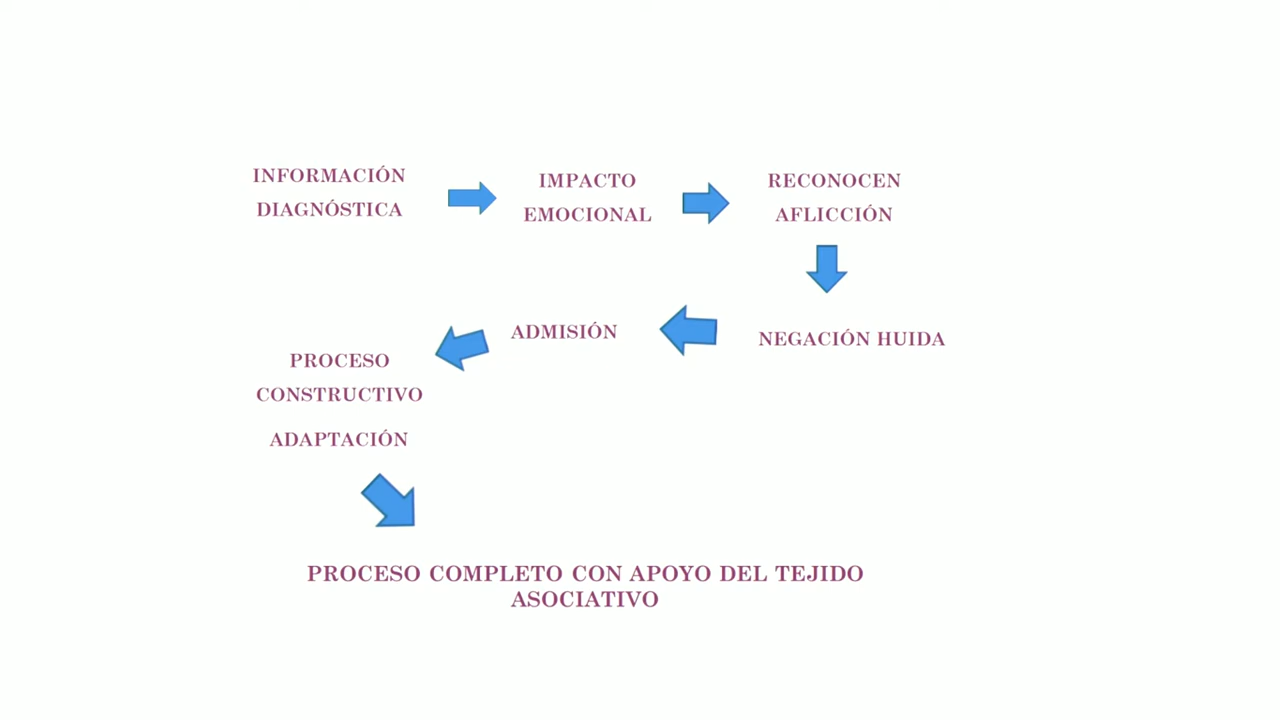 INFORMACIÓN
DIAGNÓSTICA
IMPACTO
EMOCIONAL
RECONOCEN
AFLICCIÓN
NEGACIÓN HUIDA
ADMISIÓN
PROCESO
CONSTRUCTIVO
ADAPTACIÓN
PROCESO COMPLETO CON APOYO DEL TEJIDO
ASOCIATIVO